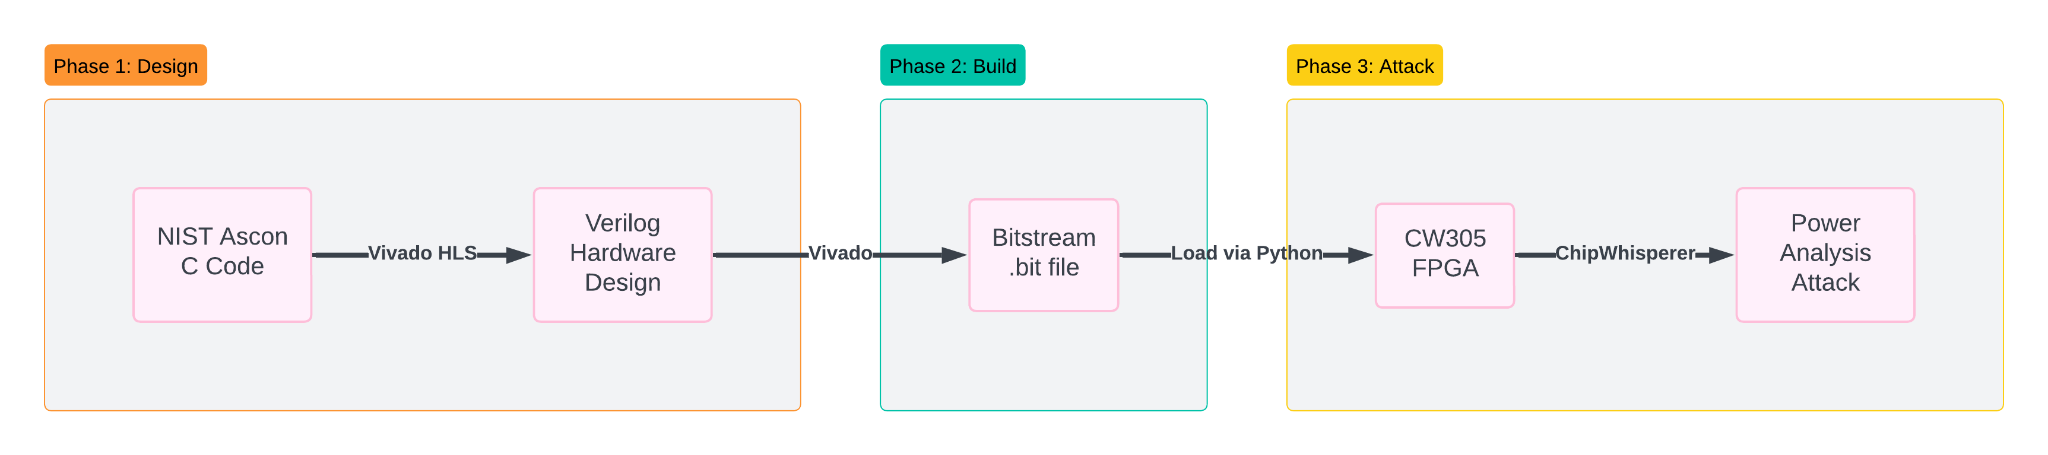 Phase 1: Design
Phase 2: Build
Phase 3: Attack
NIST Ascon
C Code
Vivado HLS
Verilog
Hardware
Design
Vivado
Bitstream
.bit file
Load via Python
CW305
FPGA
ChipWhisperer
Power
Analysis
Attack